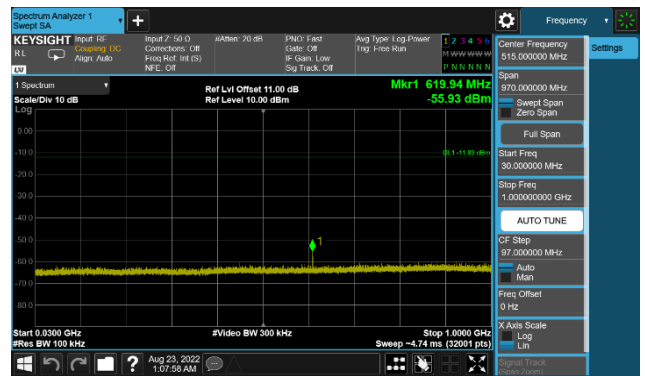 Spectrum Analyzer 1
Swept SA
Frequency
KEYSIGHT
RL
Input: RF
Coupling: DC
Align: Auto
Input Z: 50 Ω
Corrections: Off
Freq Ref: Int (S)
NFE: Off
#Atten: 20 dB
PNO: Fast
Gate: Off
IF Gain: Low
Sig Track: Off
Avg Type: Log-Power
Trig: Free Run
1 2 3 4 5 6
M W W W W W
P N N N N N
LXI
1 Spectrum
Scale/Div 10 dB
Log
Ref Lvl Offset 11.00 dB
Ref Level 10.00 dBm
Mkr1 619.94 MHz
-55.93 dBm
0.00
-10.0
-20.0
-30.0
-40.0
-50.0
-60.0
-70.0
-80.0
DL1 -11.89 dBm
1
Start 0.0300 GHz
#Res BW 100 kHz
#Video BW 300 kHz
Stop 1.0000 GHz
Sweep ~4.74 ms (32001 pts)
Aug 23, 2022
1:07:58 AM
Center Frequency
515.000000 MHz
Settings
Span
970.000000 MHz
Swept Span
Zero Span
Full Span
Start Freq
30.000000 MHz
Stop Freq
1.000000000 GHz
AUTO TUNE
CF Step
97.000000 MHz
Auto
Man
Freq Offset
0 Hz
X Axis Scale
Log
Lin
Signal Track
(Span Zoom)